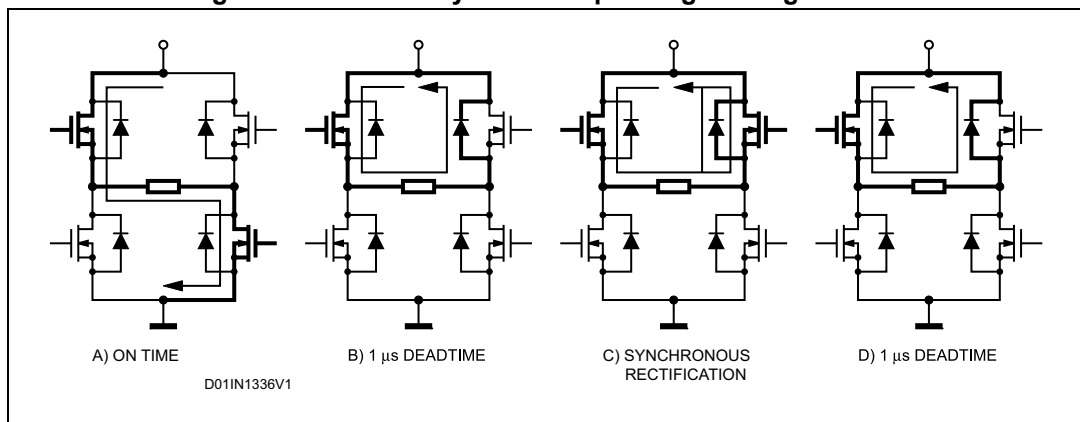 A) ON TIME
B) 1 μs DEADTIME
C) SYNCHRONOUS
RECTIFICATION
D) 1 μs DEADTIME
D01IN1336V1